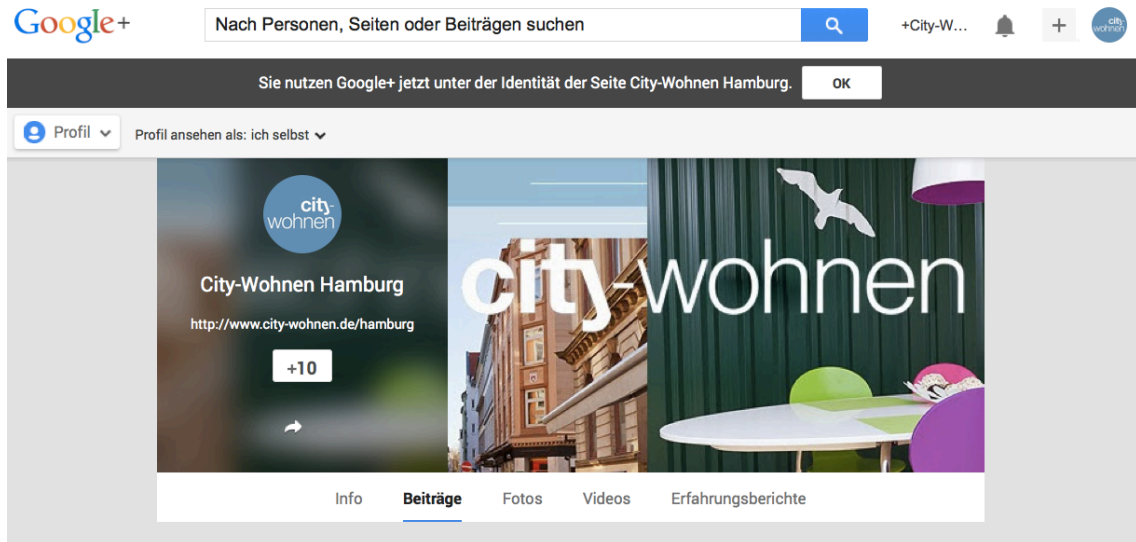 Google+
Nach Personen, Seiten oder Beiträgen suchen
+City-W...
city-
wohnen
Sie nutzen Google+ jetzt unter der Identität der Seite City-Wohnen Hamburg.
OK
Profil
Profil ansehen als: ich selbst
city-
wohnen
City-Wohnen Hamburg
http://www.city-wohnen.de/hamburg
+10
city-wohnen
Info Beiträge Fotos Videos Erfahrungsberichte